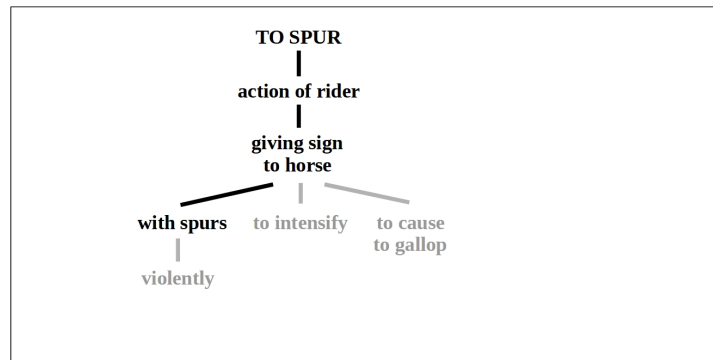 TO SPUR
action of rider
giving sign
to horse
with spurs
to intensify
to cause
to gallop
violently